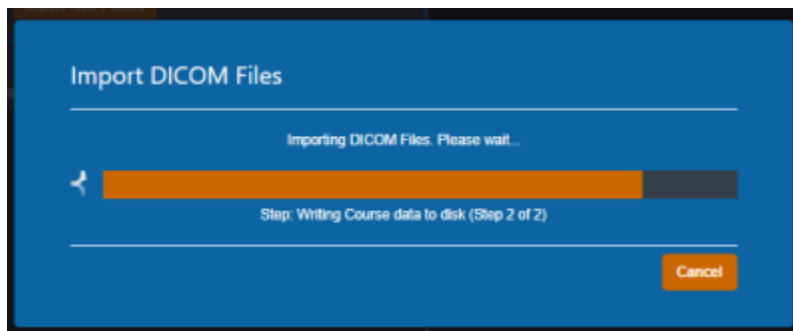 Import DICOM Files
Importing DICOM Files. Please wait...
Step: Writing Course data to disk (Step 2 of 2)
Cancel